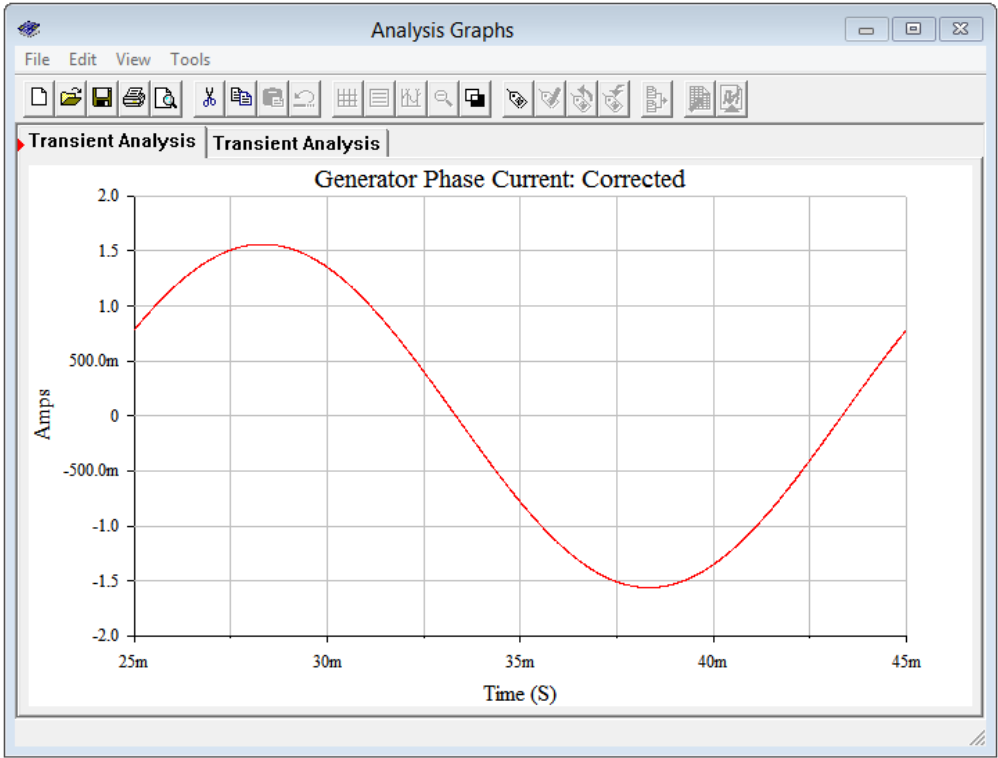 Analysis Graphs
File Edit View Tools
Transient Analysis Transient Analysis
Generator Phase Current: Corrected
2.0
1.5
1.0
500.0m
0
-500.0m
-1.0
-1.5
-2.0
Amps
25m 30m 35m 40m 45m
Time (S)